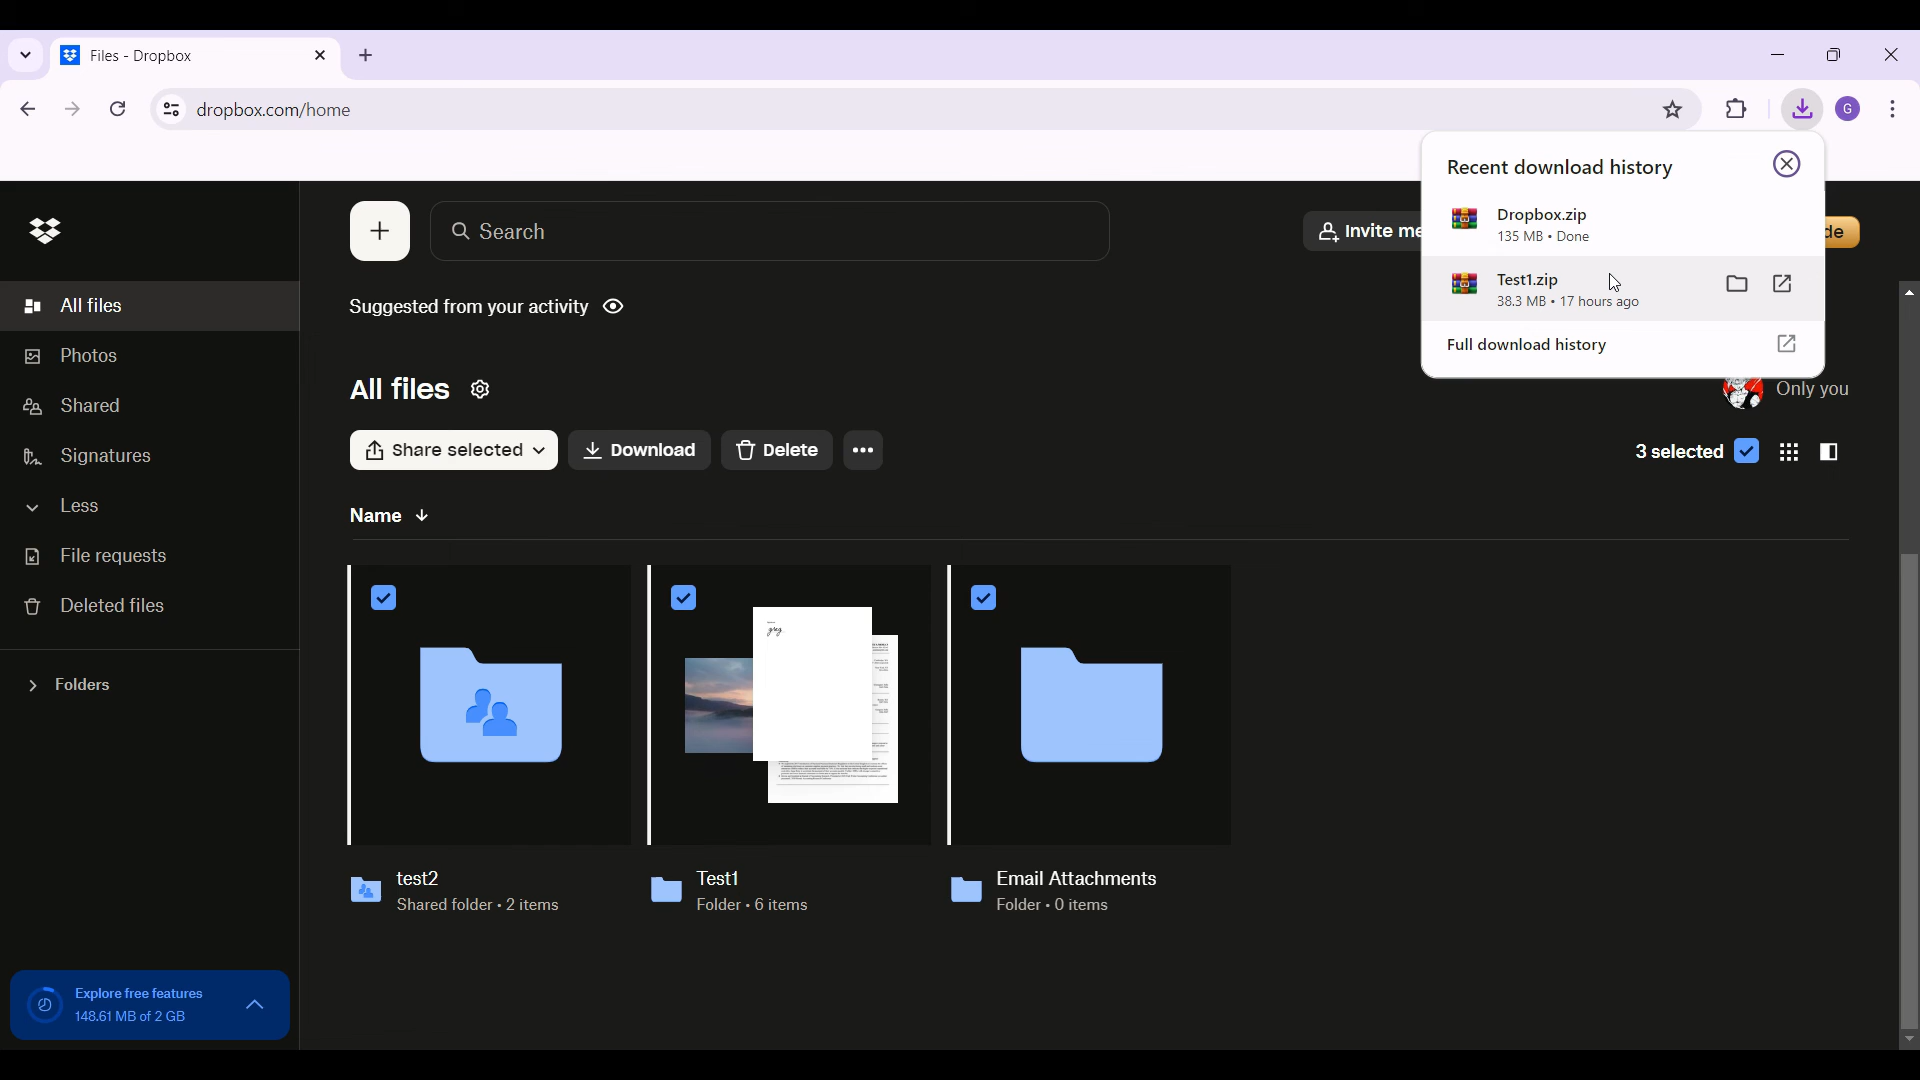 Files - Dropbox
dropbox.com/home
G
Recent download history
Dropbox.zip
135 MB • Done
Test1.zip
38.3 MB • 17 hours ago
Full download history
Search
Invite me
de
All files
Photos
Shared
Signatures
Less
File requests
Deleted files
Folders
Explore free features
148.61 MB of 2 GB
Suggested from your activity
All files
Only you
Share selected
Download
Delete
3 selected
Name
greg
test2
Shared folder • 2 items
Test1
Folder • 6 items
Email Attachments
Folder • 0 items